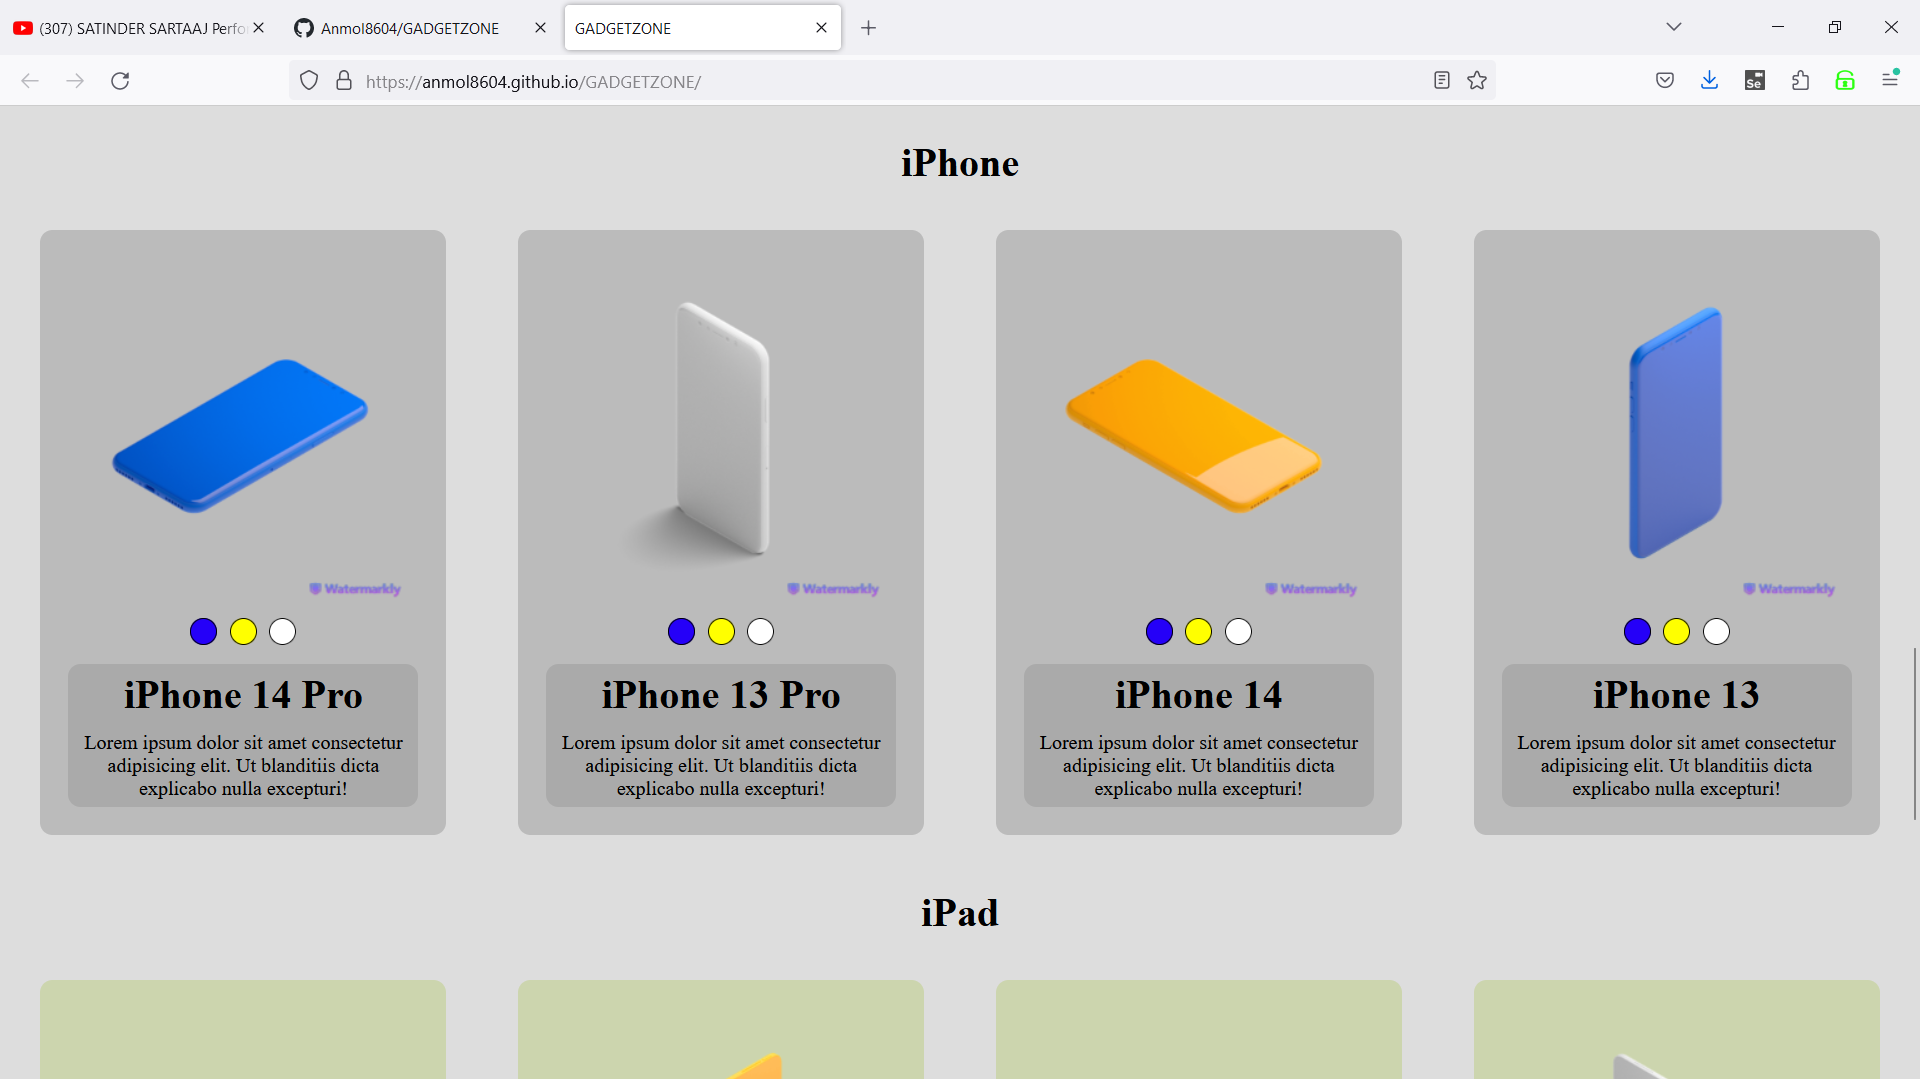 (307) SATINDER SARTAAJ Perfo
Anmol8604/GADGETZONE
GADGETZONE
https://anmol8604.github.io/GADGETZONE/
Se
iPhone
Watermarkly
Watermarkly
Watermarkly
Watermarkly
iPhone 14 Pro
Lorem ipsum dolor sit amet consectetur
adipisicing elit. Ut blanditiis dicta
explicabo nulla excepturi!
iPhone 13 Pro
Lorem ipsum dolor sit amet consectetur
adipisicing elit. Ut blanditiis dicta
explicabo nulla excepturi!
iPhone 14
Lorem ipsum dolor sit amet consectetur
adipisicing elit. Ut blanditiis dicta
explicabo nulla excepturi!
iPhone 13
Lorem ipsum dolor sit amet consectetur
adipisicing elit. Ut blanditiis dicta
explicabo nulla excepturi!
iPad